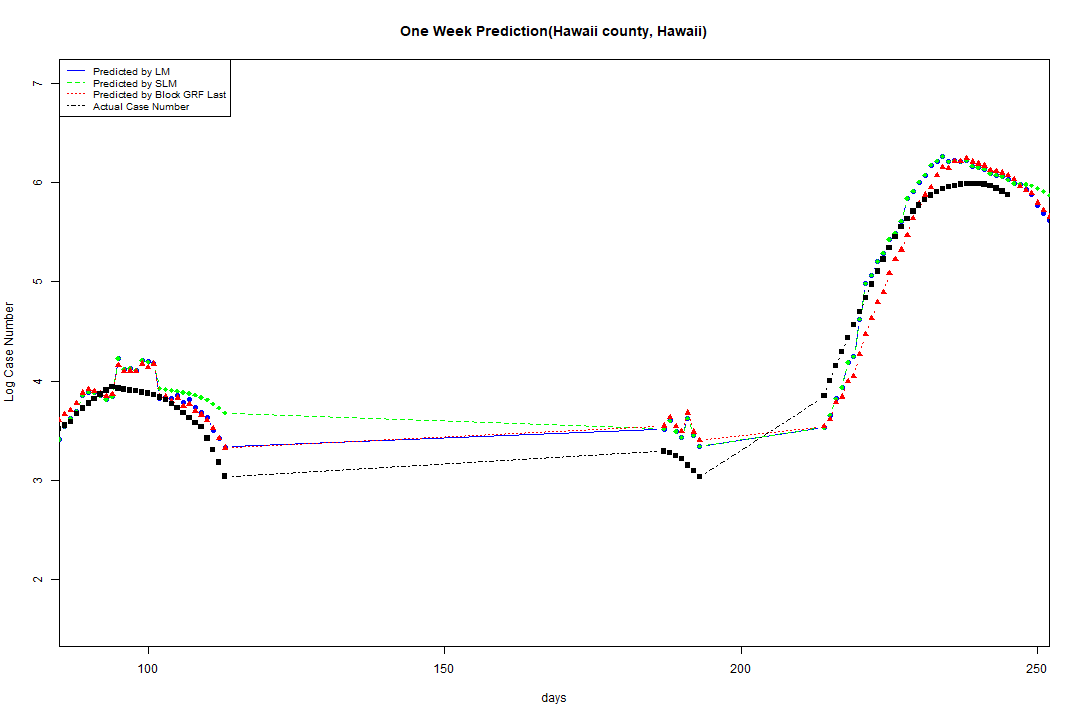 One Week Prediction(Hawaii county, Hawaii)
Predicted by LM
Predicted by SLM
Predicted by Block GRF Last
Actual Case Number
7
6
5
4
3
2
Log Case Number
100 150 200 250
days